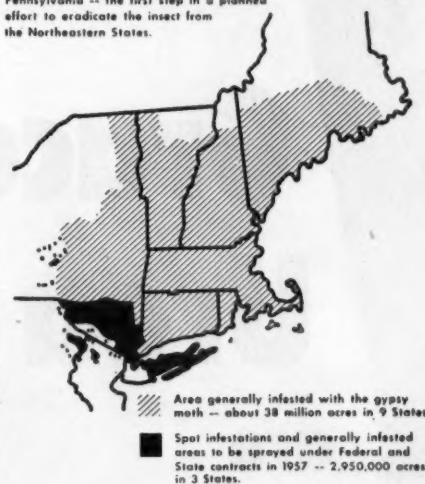 Pennsylvania -- the first step in a planned
effort to eradicate the insect from
the Northeastern States.
Area generally infested with the gypsy
moth -- about 38 million acres in 9 States
Spot infestations and generally infested
areas to be sprayed under Federal and
State contracts in 1957 -- 2,950,000 acres
in 3 States.